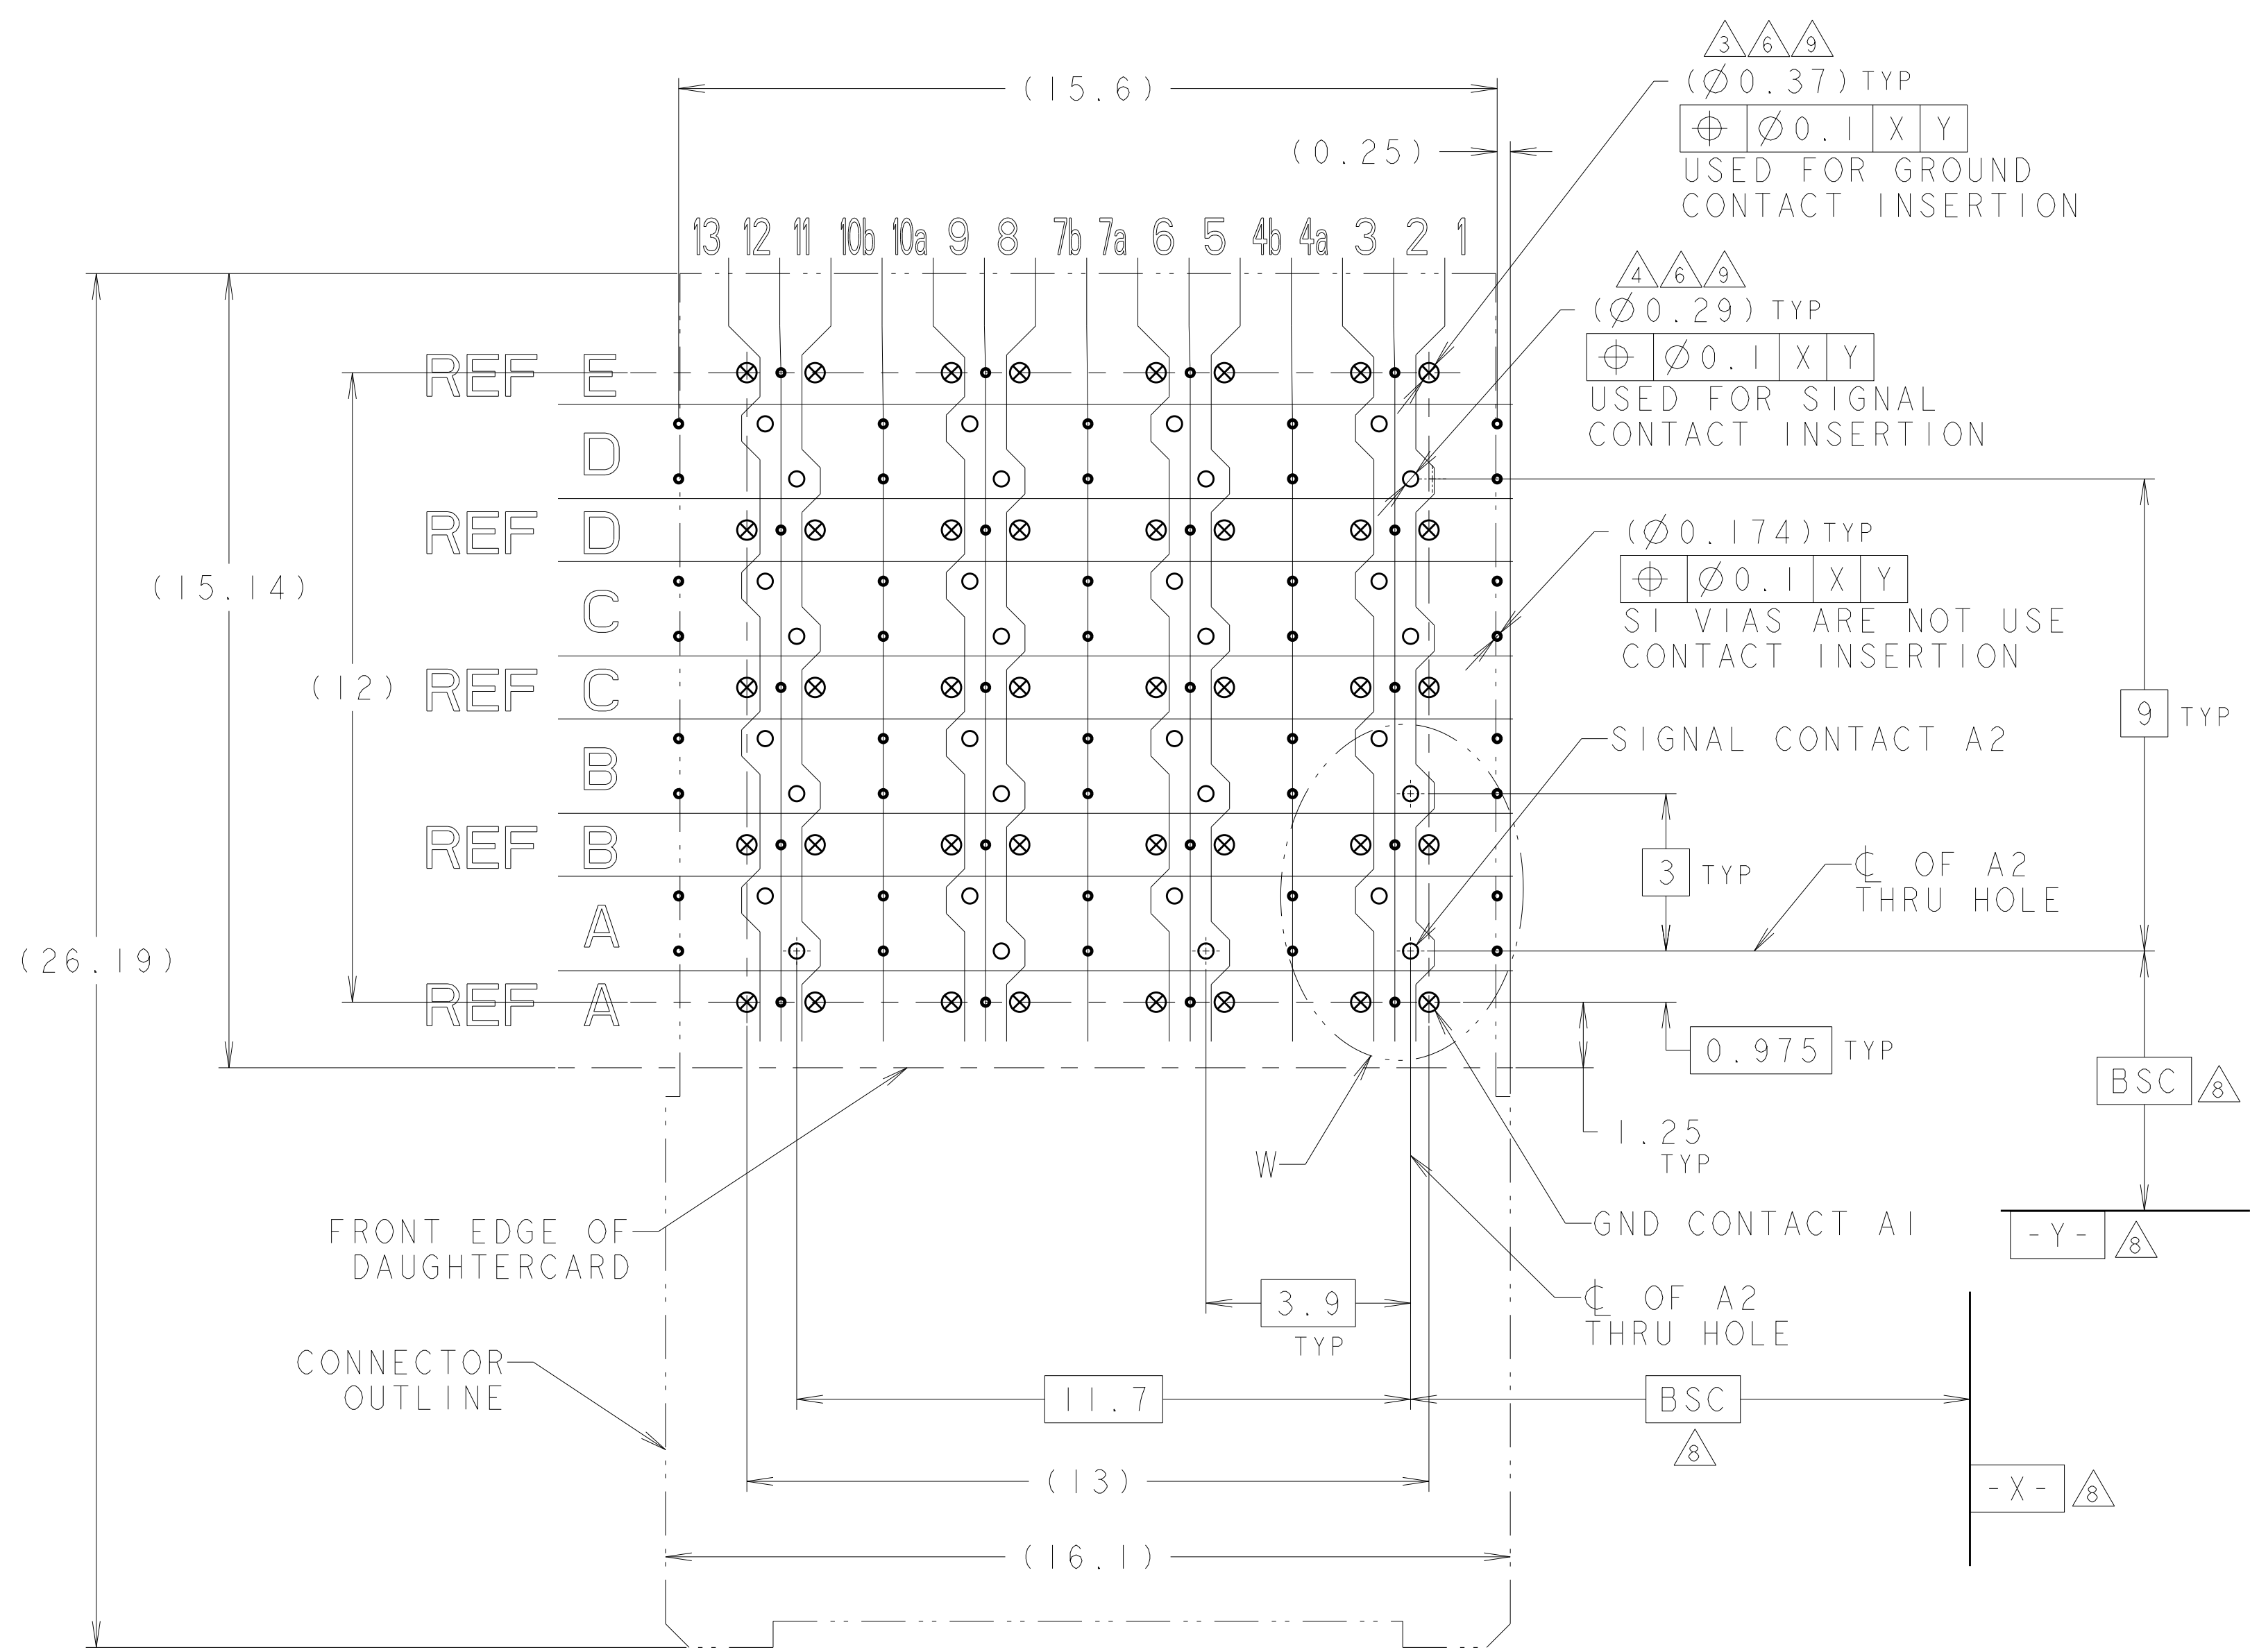 3 6 9
(15.6)
(Ø0.37) TYP
⌖ Ø0.1 X Y
(0.25)
USED FOR GROUND
CONTACT INSERTION
13 12 11 10b 10a 9 8 7b 7a 6 5 4b 4a 3 2 1
4 6 9
(Ø0.29) TYP
⌖ Ø0.1 X Y
USED FOR SIGNAL
CONTACT INSERTION
REF E
D
REF D
(Ø0.174) TYP
⌖ Ø0.1 X Y
SI VIAS ARE NOT USE
CONTACT INSERTION
(15.14)
C
(12)
REF C
9 TYP
SIGNAL CONTACT A2
B
REF B
3 TYP
℄ OF A2
THRU HOLE
A
(26.19)
REF A
0.975 TYP
BSC 8
1.25
TYP
W
GND CONTACT A1
-Y- 8
FRONT EDGE OF
DAUGHTERCARD
3.9
TYP
℄ OF A2
THRU HOLE
CONNECTOR
OUTLINE
11.7
BSC
8
(13)
-X- 8
(16.1)